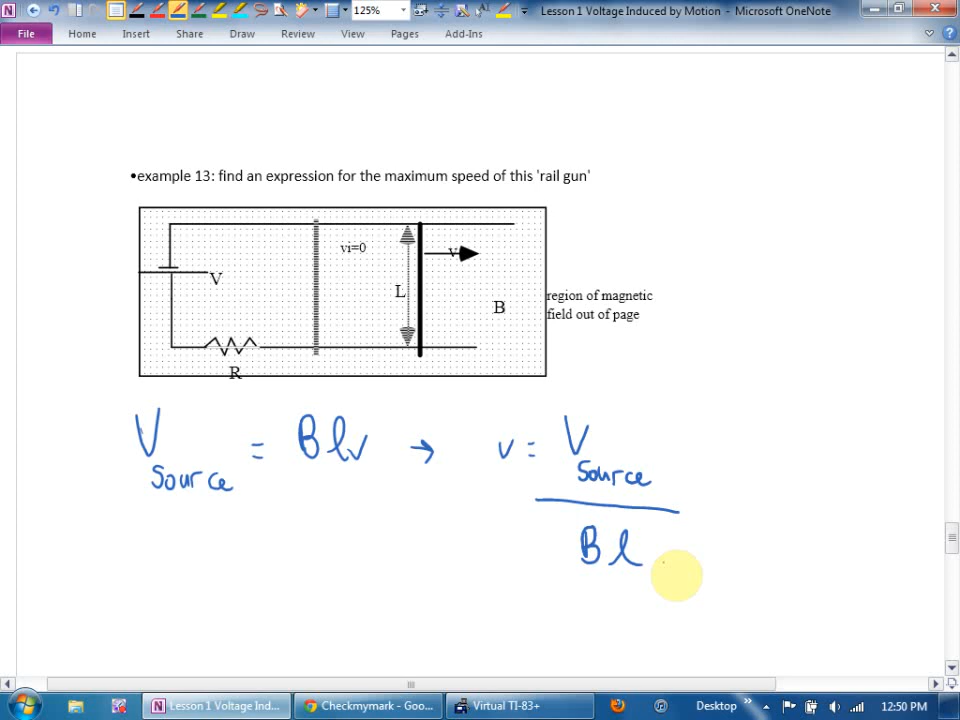 125% Lesson 1 Voltage Induced by Motion - Microsoft OneNote
File Home Insert Share Draw Review View Pages Add-Ins
•example 13: find an expression for the maximum speed of this 'rail gun'
vi=0
v
V
L
B
region of magnetic
field out of page
R
V source = Blv → v = V source
Bl
Lesson 1 Voltage Ind... Checkmymark - Goo... Virtual TI-83+ Desktop » 12:50 PM